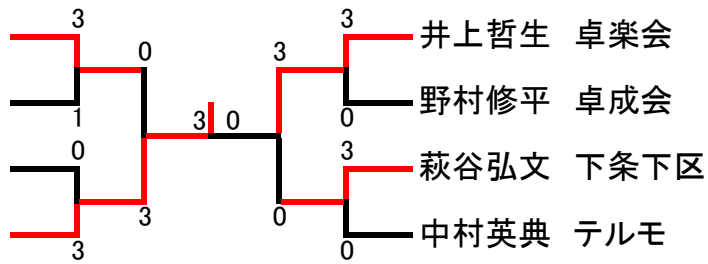 3 0 3 3 井上哲生 卓楽会
1 3 0 0 野村修平 卓成会
0 3 萩谷弘文 下条下区
3 3 0 0 中村英典 テルモ